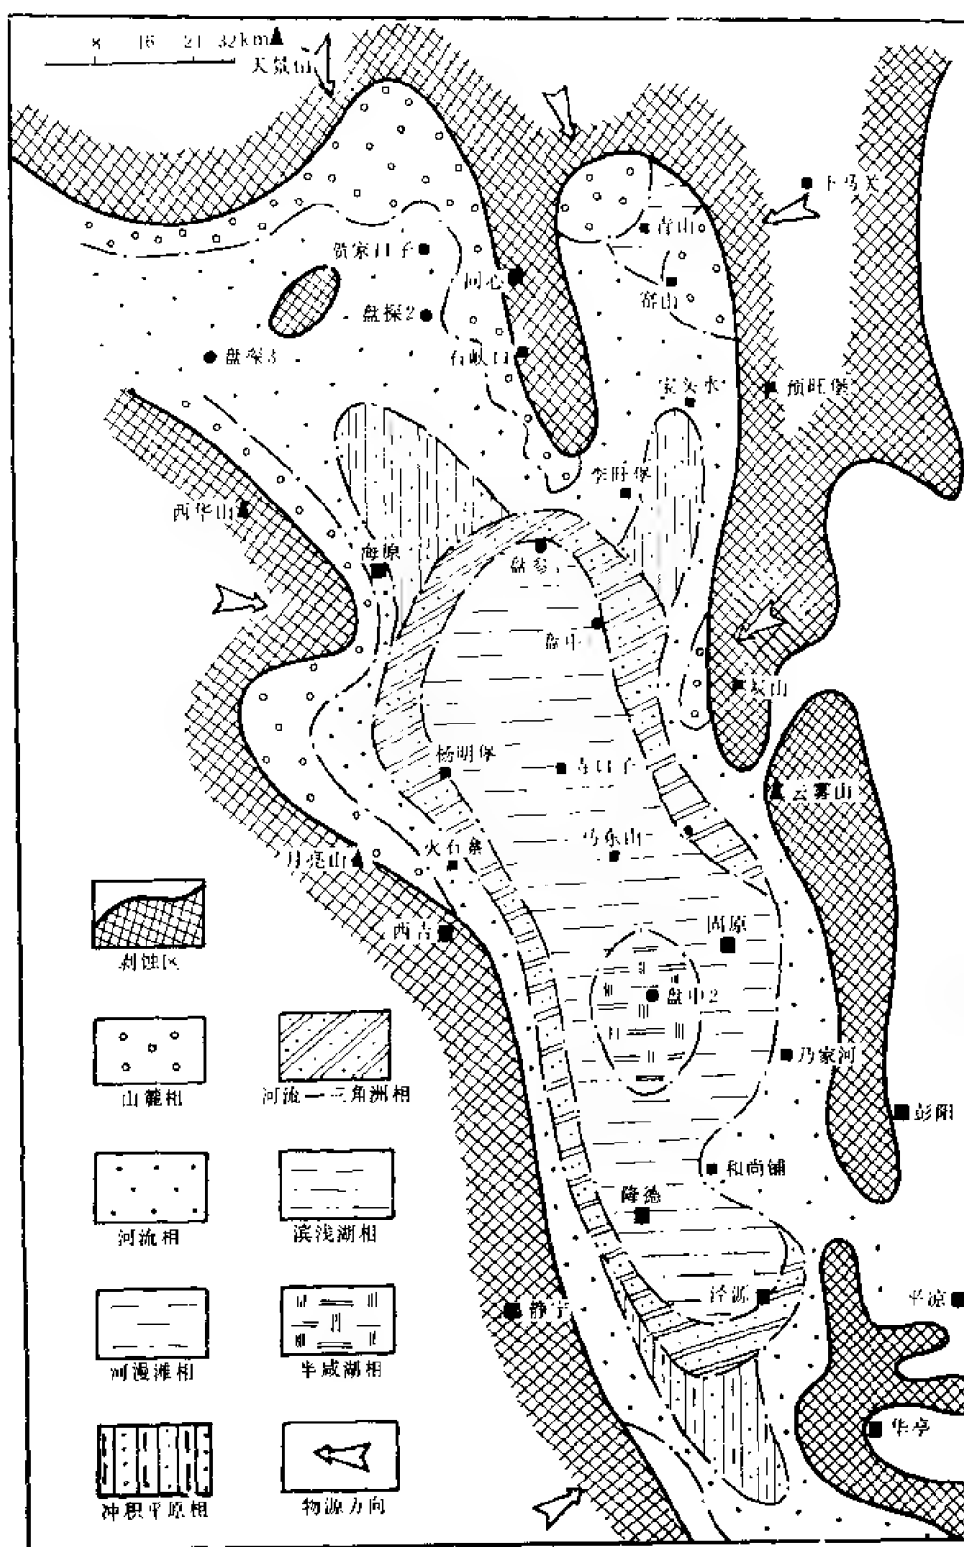 8 16 24 32km
天景山
下马关
青山
贺家口子
同心
窑山
盘探2
盘探3
石峡口
预旺堡
李旺堡
西华山
海原
盘参1
盘中1
炭山
杨明堡
寺口子
云雾山
马东山
火石寨
月亮山
西吉
固原
剥蚀区
盘中2
乃家河
山麓相
河流—三角洲相
彭阳
和尚铺
隆德
河流相
滨浅湖相
泾源
平凉
静宁
河漫滩相
半咸湖相
华亭
冲积平原相
物源方向